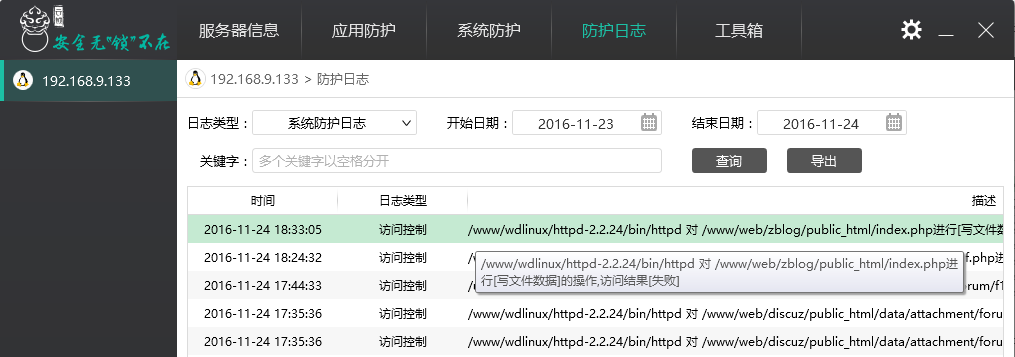 云锁
安全无"锁"不在
服务器信息
应用防护
系统防护
防护日志
工具箱
192.168.9.133
192.168.9.133 > 防护日志
日志类型： 系统防护日志 开始日期： 2016-11-23 结束日期： 2016-11-24
关键字： 多个关键字以空格分开 查询 导出
时间 日志类型 描述
2016-11-24 18:33:05 访问控制 /www/wdlinux/httpd-2.2.24/bin/httpd 对 /www/web/zblog/public_html/index.php进行[写文件数
2016-11-24 18:24:32 访问控制 f.php进
/www/wdlinux/httpd-2.2.24/bin/httpd 对 /www/web/zblog/public_html/index.php进
行[写文件数据]的操作,访问结果[失败]
2016-11-24 17:44:33 访问控制 orum/f1
2016-11-24 17:35:36 访问控制 /www/wdlinux/httpd-2.2.24/bin/httpd 对 /www/web/discuz/public_html/data/attachment/foru
2016-11-24 17:35:36 访问控制 /www/wdlinux/httpd-2.2.24/bin/httpd 对 /www/web/discuz/public_html/data/attachment/foru